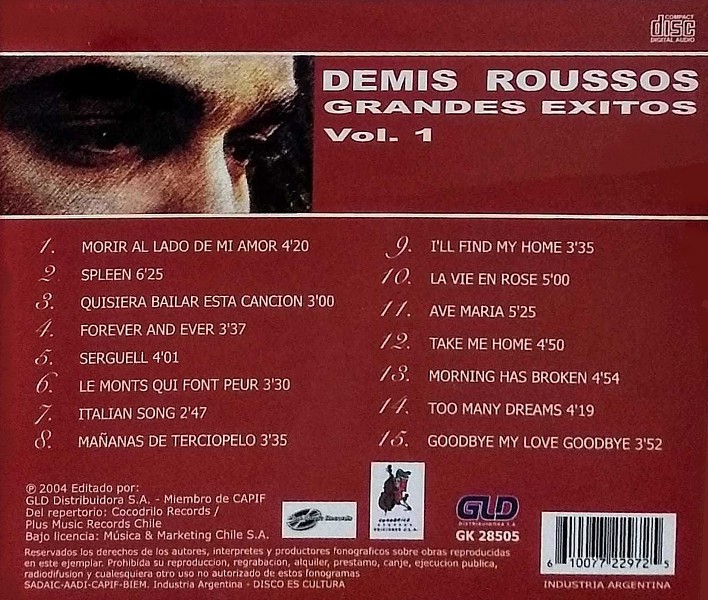 COMPACT
disc
DIGITAL AUDIO
DEMIS ROUSSOS
GRANDES EXITOS
Vol. 1
1. MORIR AL LADO DE MI AMOR 4'20
2. SPLEEN 6'25
3. QUISIERA BAILAR ESTA CANCION 3'00
4. FOREVER AND EVER 3'37
5. SERGUELL 4'01
6. LE MONTS QUI FONT PEUR 3'30
7. ITALIAN SONG 2'47
8. MAÑANAS DE TERCIOPELO 3'35
9. I'LL FIND MY HOME 3'35
10. LA VIE EN ROSE 5'00
11. AVE MARIA 5'25
12. TAKE ME HOME 4'50
13. MORNING HAS BROKEN 4'54
14. TOO MANY DREAMS 4'19
15. GOODBYE MY LOVE GOODBYE 3'52
℗ 2004 Editado por:
GLD Distribuidora S.A. - Miembro de CAPIF
Del repertorio: Cocodrilo Records /
Plus Music Records Chile
Bajo licencia: Música & Marketing Chile S.A.
Reservados los derechos de los autores, interpretes y productores fonograficos sobre obras reproducidas
en este ejemplar. Prohibida su reproduccion, regrabacion, alquiler, prestamo, canje, ejecucion publica,
radiodifusion y cualesquiera otro uso no autorizado de estos fonogramas
SADAIC-AADI-CAPIF-BIEM. Industria Argentina - DISCO ES CULTURA
GLD
DISTRIBUIDORA S.A.
GK 28505
6 10077 22972 5
INDUSTRIA ARGENTINA